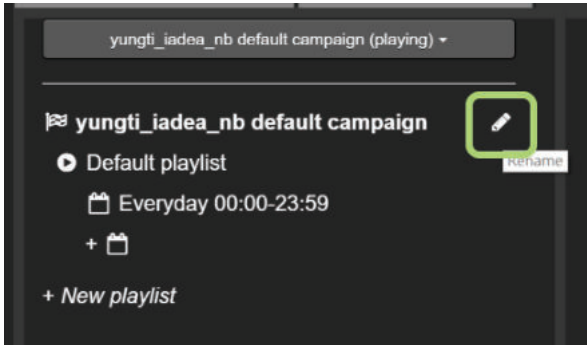 yungti_iadea_nb default campaign (playing)
yungti_iadea_nb default campaign
Rename
Default playlist
Everyday 00:00-23:59
+
+ New playlist